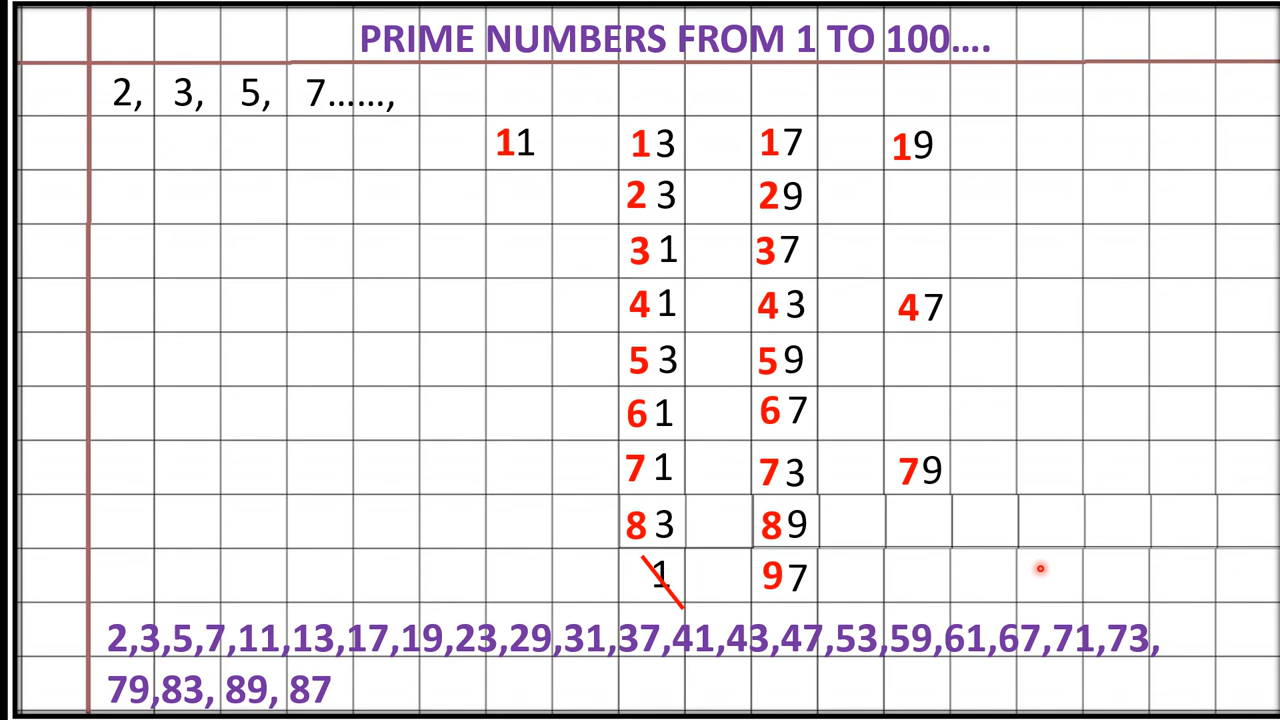 PRIME NUMBERS FROM 1 TO 100....
2, 3, 5, 7......,
11 13 17 19
23 29
31 37
41 43 47
53 59
61 67
71 73 79
83 89
1 97
2,3,5,7,11,13,17,19,23,29,31,37,41,43,47,53,59,61,67,71,73,
79,83, 89, 87